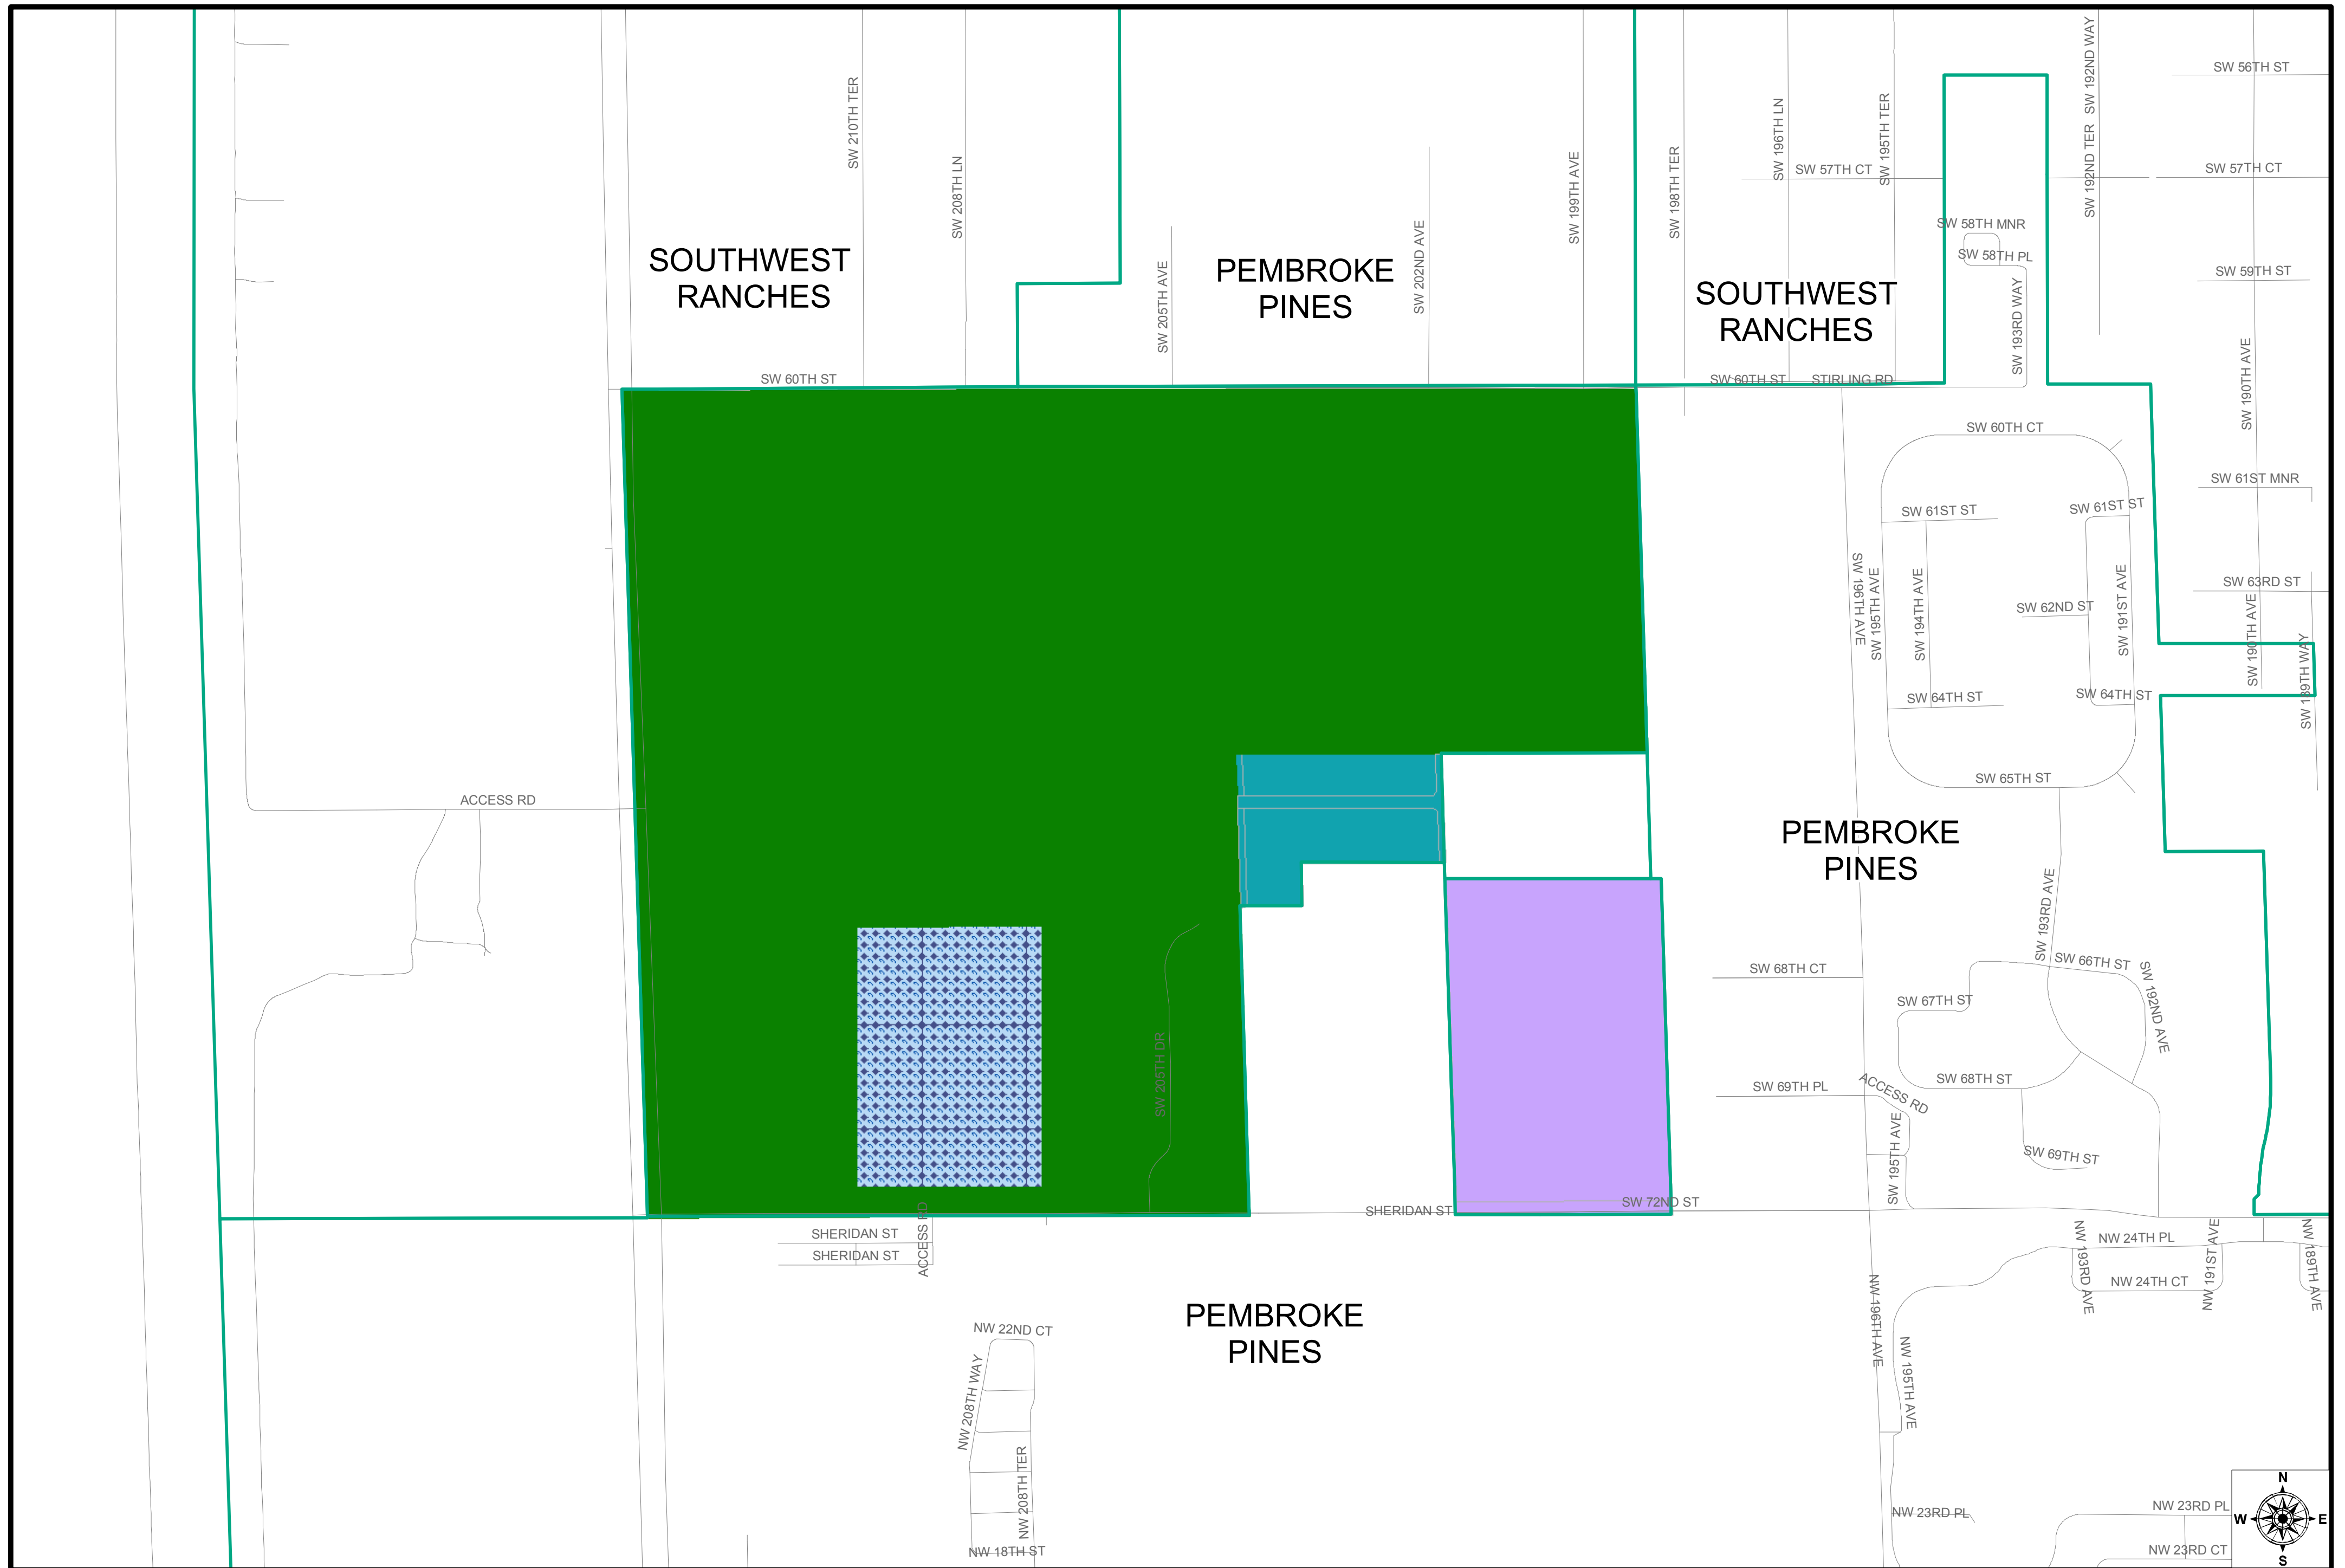 SW 56TH ST
SW 192ND WAY
SW 210TH TER
SW 196TH LN
SW 195TH TER
SW 192ND TER
SW 208TH LN
SW 199TH AVE
SW 198TH TER
SW 57TH CT
SW 57TH CT
SW 202ND AVE
SW 58TH MNR
SW 58TH PL
SOUTHWEST
RANCHES
PEMBROKE
PINES
SW 205TH AVE
SOUTHWEST
RANCHES
SW 59TH ST
SW 193RD WAY
SW 190TH AVE
SW 60TH ST
SW 60TH ST
STIRLING RD
SW 60TH CT
SW 61ST MNR
SW 61ST ST
SW 61ST ST
SW 196TH AVE
SW 195TH AVE
SW 194TH AVE
SW 191ST AVE
SW 63RD ST
SW 62ND ST
SW 190TH AVE
SW 189TH WAY
SW 64TH ST
SW 64TH ST
SW 65TH ST
ACCESS RD
PEMBROKE
PINES
SW 193RD AVE
SW 68TH CT
SW 66TH ST
SW 192ND AVE
SW 67TH ST
SW 205TH DR
SW 69TH PL
ACCESS RD
SW 68TH ST
SW 195TH AVE
SW 69TH ST
SHERIDAN ST
SW 72ND ST
SHERIDAN ST
SHERIDAN ST
ACCESS RD
NW 193RD AVE
NW 24TH PL
NW 191ST AVE
NW 189TH AVE
NW 24TH CT
NW 196TH AVE
PEMBROKE
PINES
NW 22ND CT
NW 208TH WAY
NW 195TH AVE
NW 208TH TER
NW 23RD PL
NW 23RD PL
NW 18TH ST
NW 23RD CT
N
W
E
S